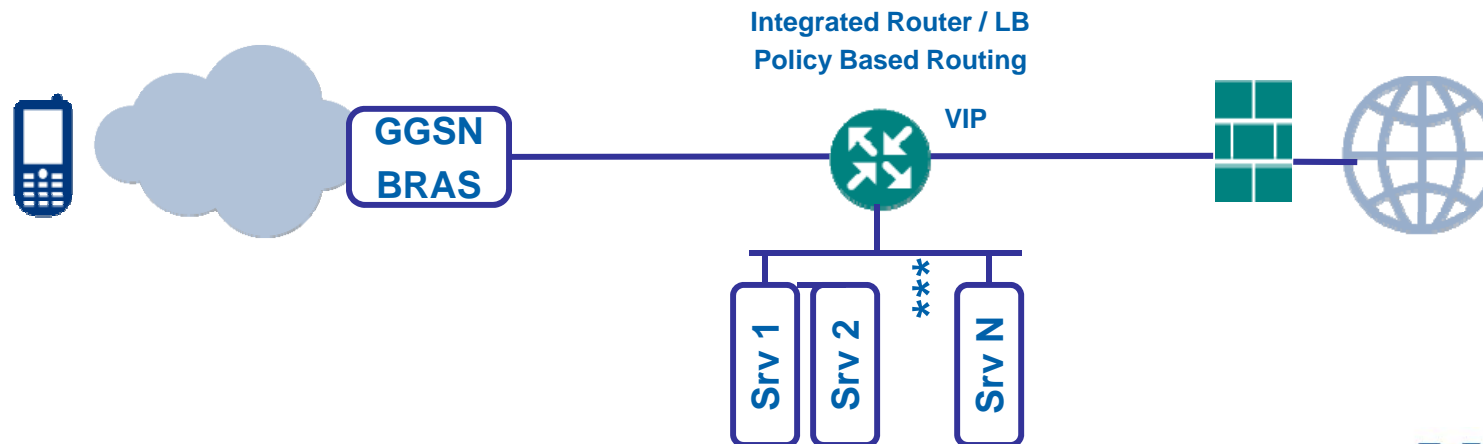 Integrated Router / LB
Policy Based Routing
VIP
GGSN
BRAS
***
Srv 1
Srv 2
Srv N